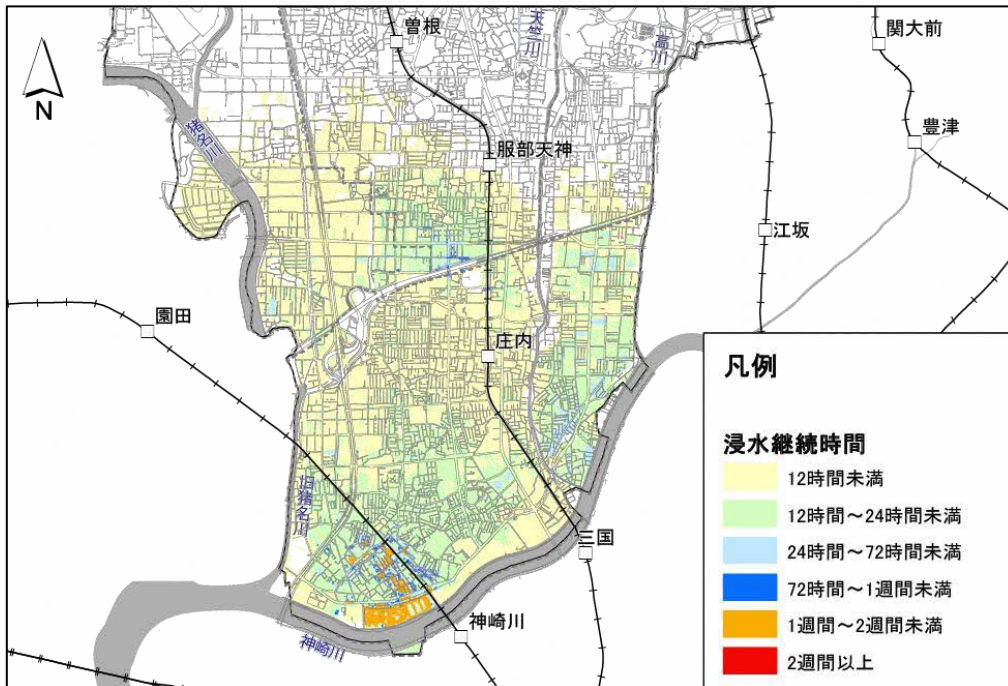 曽根
天竺川
高川
関大前
N
猪名川
服部天神
豊津
江坂
園田
庄内
旧猪名川
三国
神崎川
神崎川
凡例
浸水継続時間
12時間未満
12時間～24時間未満
24時間～72時間未満
72時間～1週間未満
1週間～2週間未満
2週間以上